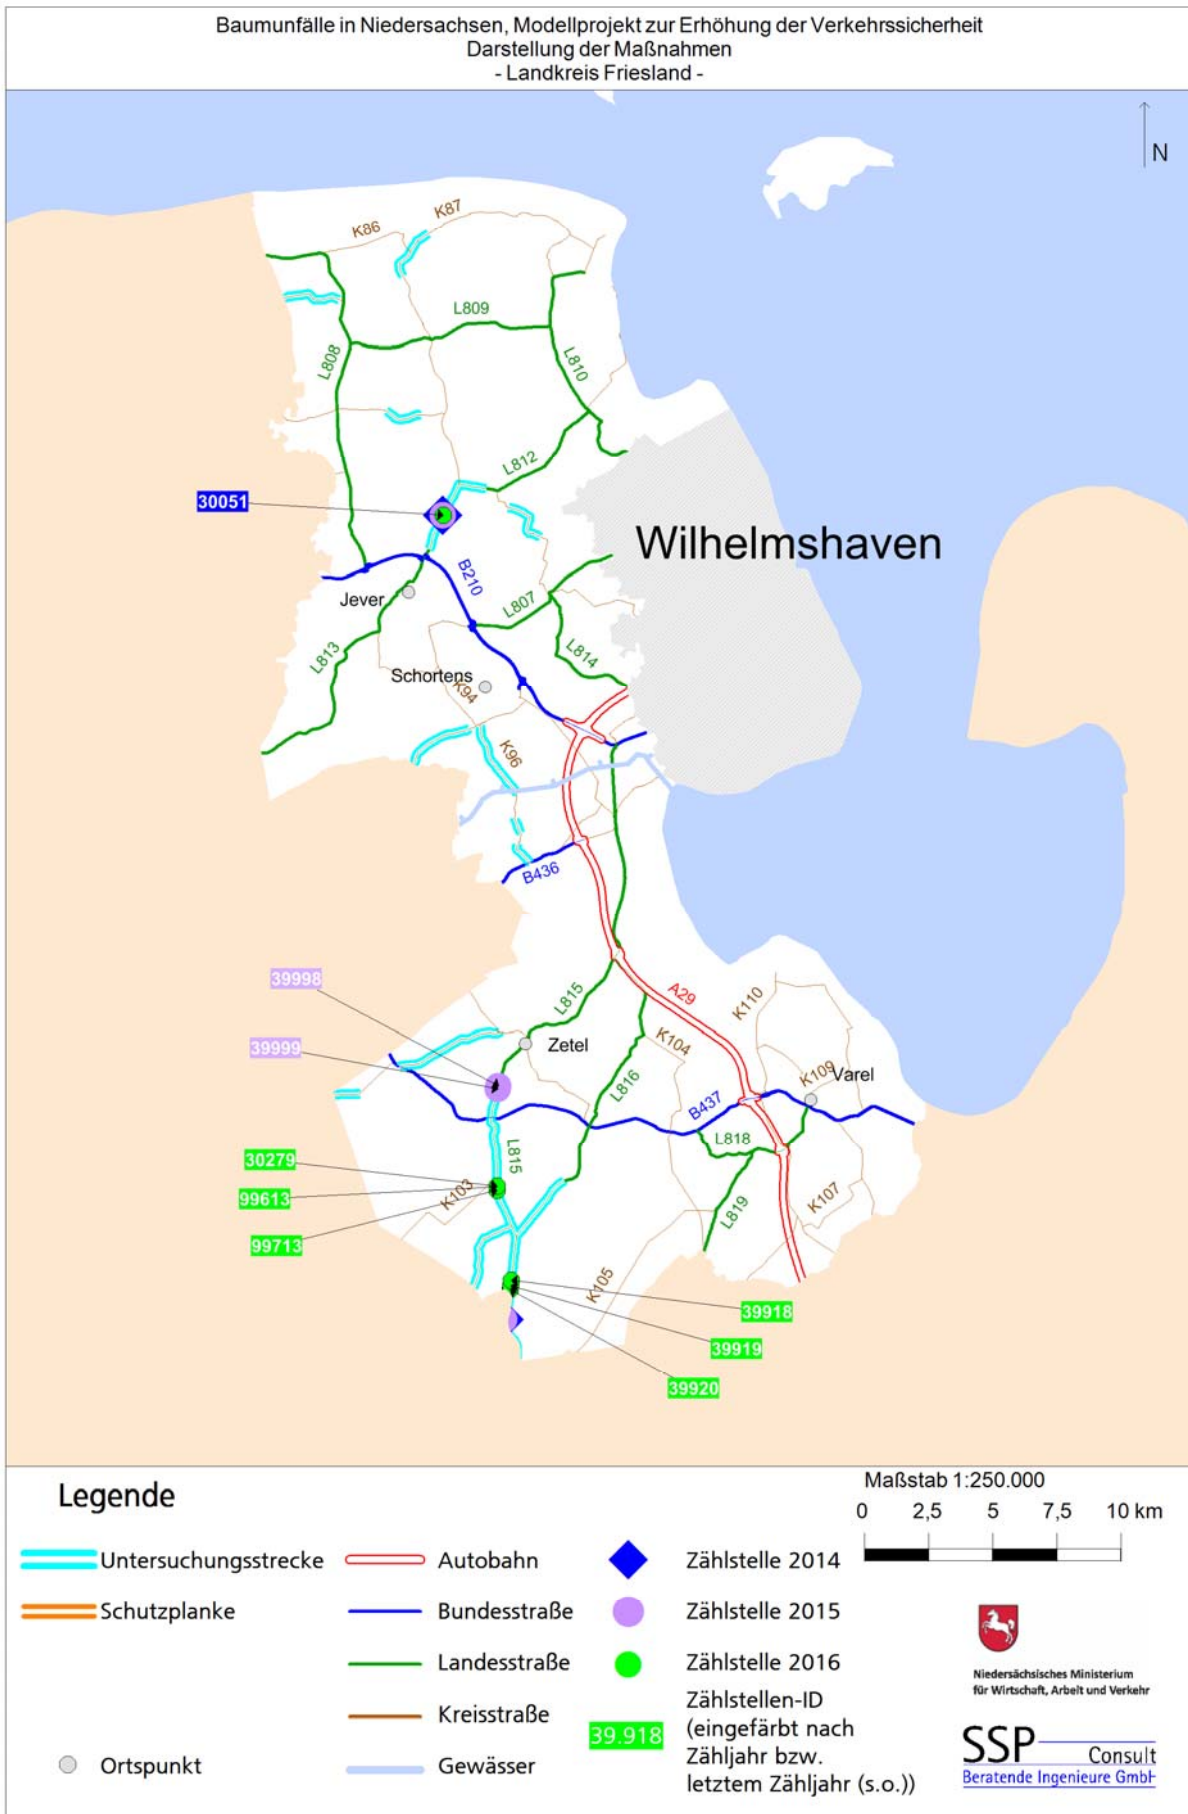 Baumunfälle in Niedersachsen, Modellprojekt zur Erhöhung der Verkehrssicherheit
Darstellung der Maßnahmen
- Landkreis Friesland -
N
K86
K87
L809
L808
L810
L812
30051
Wilhelmshaven
B210
Jever
L807
L813
L814
Schortens
K94
K96
B436
39998
L815
A29
K110
39999
Zetel
K104
K109
Varel
L816
B437
L818
L815
30279
K103
99613
K107
L819
99713
K105
39918
39919
39920
Legende
Maßstab 1:250.000
0 2,5 5 7,5 10 km
Untersuchungsstrecke
Autobahn
Zählstelle 2014
Schutzplanke
Bundesstraße
Zählstelle 2015
Landesstraße
Zählstelle 2016
Kreisstraße
39.918
Zählstellen-ID
(eingefärbt nach
Zähljahr bzw.
letztem Zähljahr (s.o.))
Ortspunkt
Gewässer
Niedersächsisches Ministerium
für Wirtschaft, Arbeit und Verkehr
SSP Consult
Beratende Ingenieure GmbH